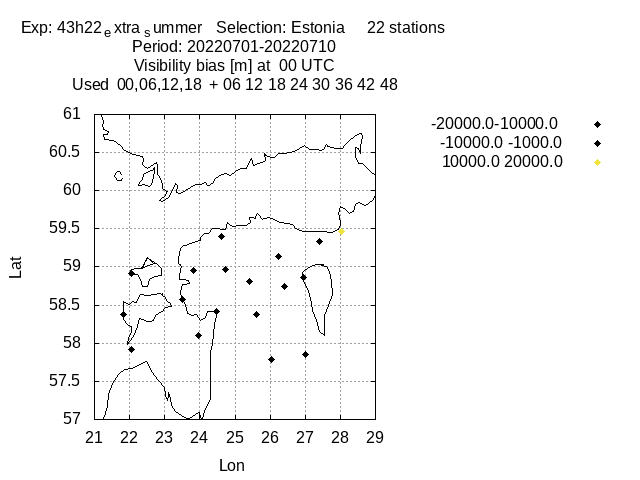 Exp: 43h22extrasummer Selection: Estonia 22 stations
Period: 20220701-20220710
Visibility bias [m] at 00 UTC
Used 00,06,12,18 + 06 12 18 24 30 36 42 48
-20000.0-10000.0
-10000.0 -1000.0
10000.0 20000.0
61
60.5
60
59.5
59
58.5
58
57.5
57
Lat
21 22 23 24 25 26 27 28 29
Lon